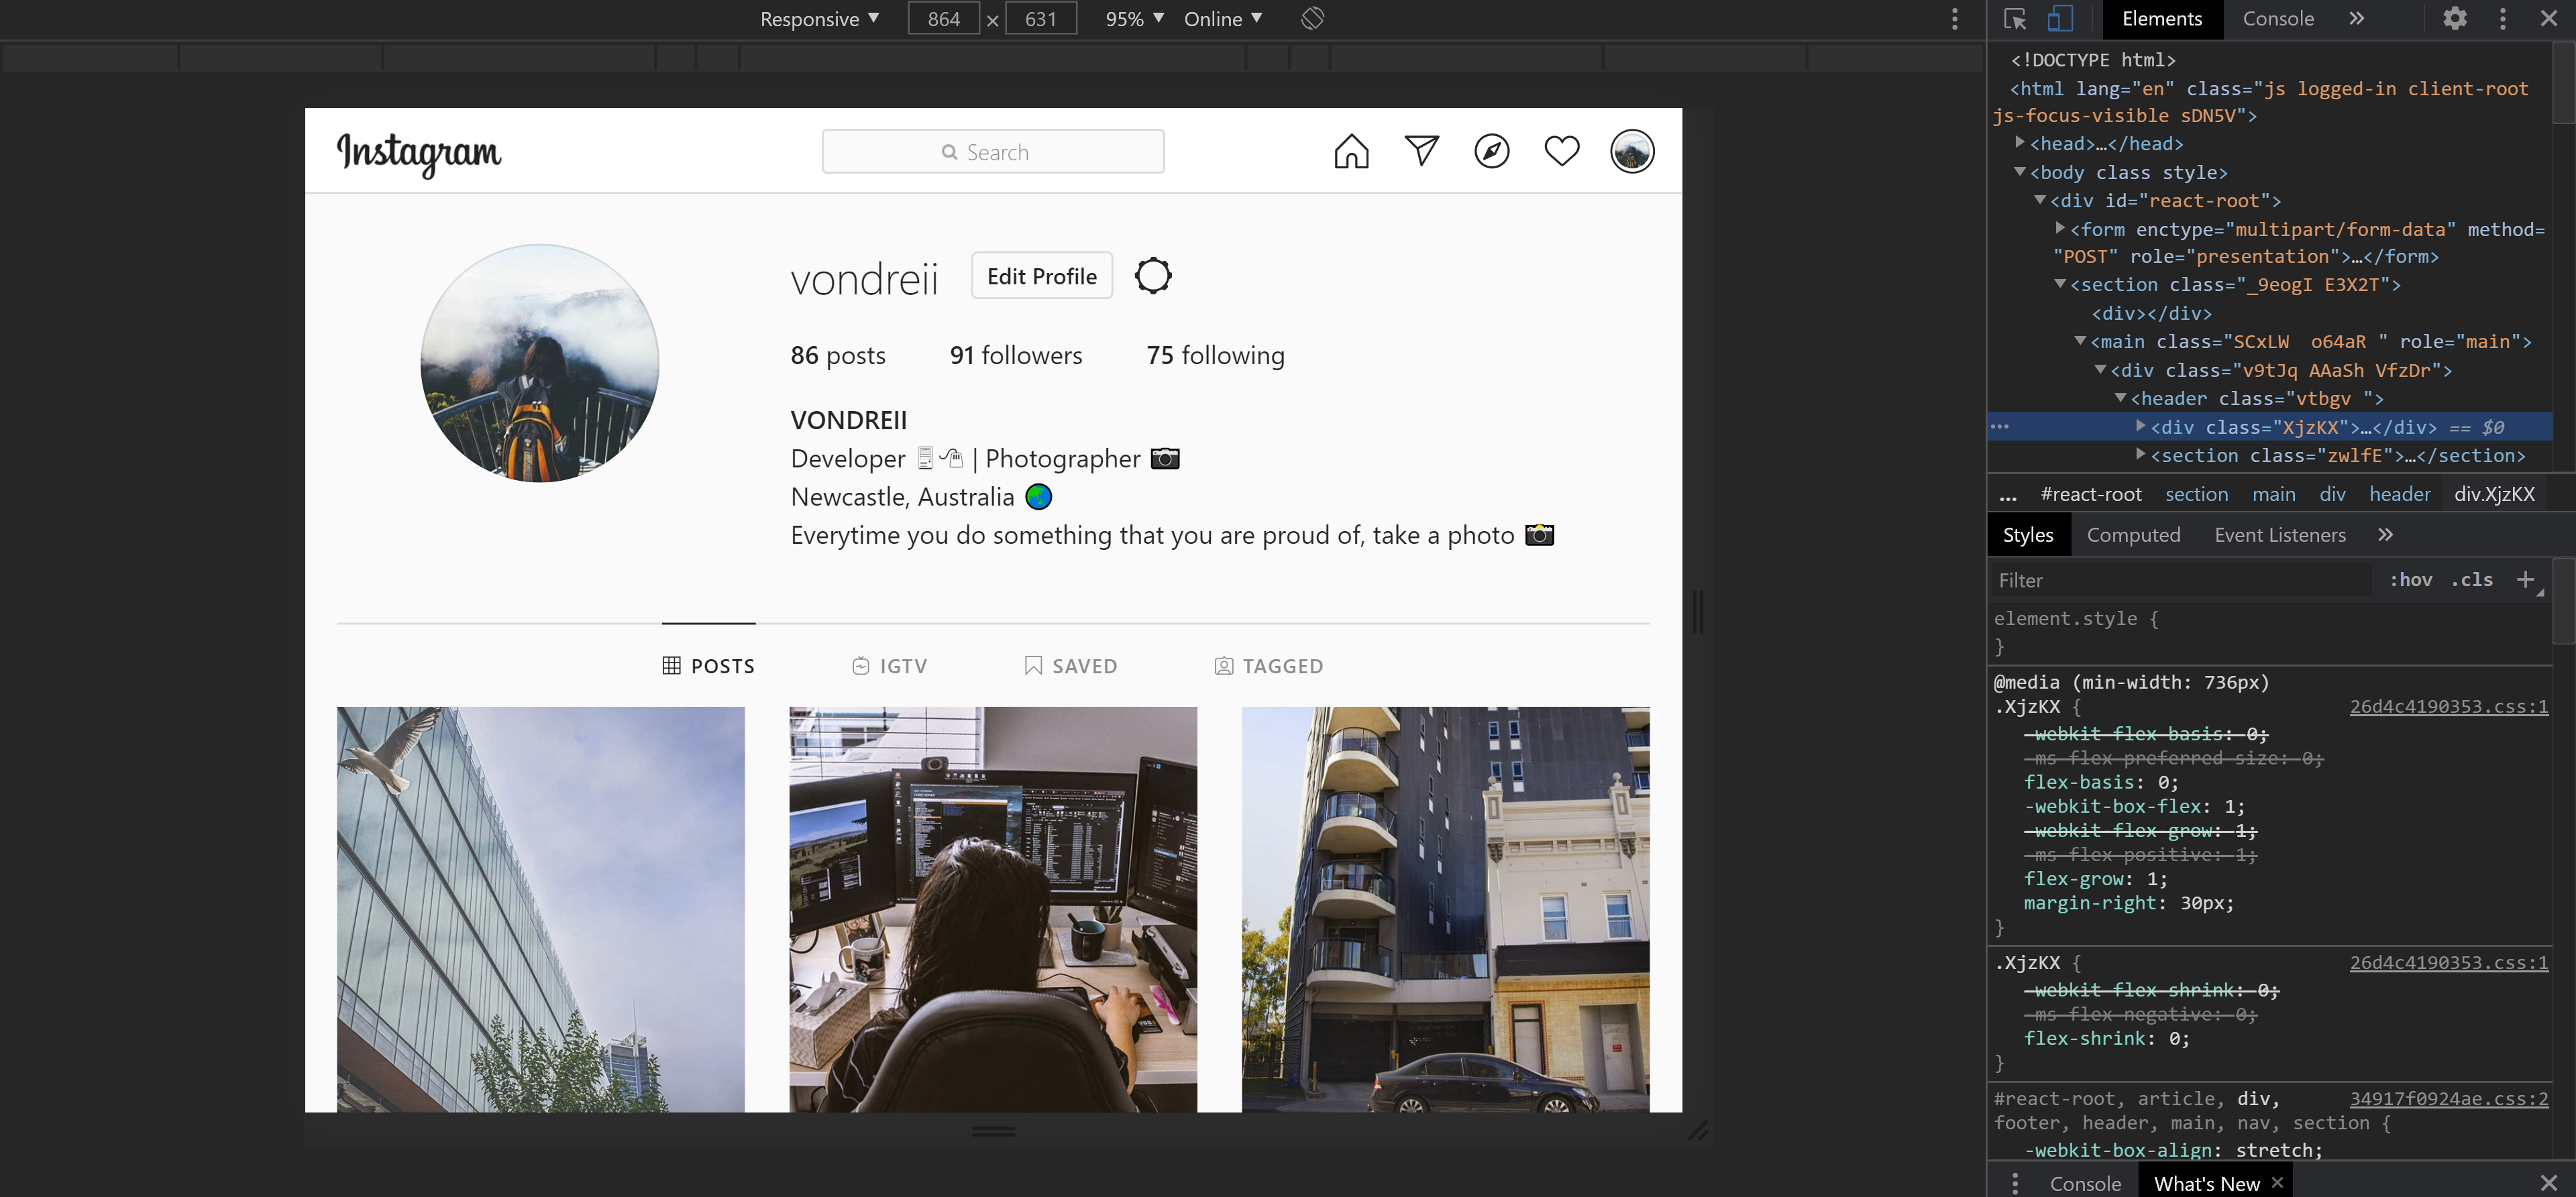 Responsive ▼ 864 × 631 95% ▼ Online ▼
Instagram
Search
vondreii Edit Profile
86 posts 91 followers 75 following
VONDREII
Developer 🖥️🖱️ | Photographer 📷
Newcastle, Australia 🌏
Everytime you do something that you are proud of, take a photo 📸
POSTS IGTV SAVED TAGGED
Elements Console »
<!DOCTYPE html>
<html lang="en" class="js logged-in client-root
js-focus-visible sDN5V">
<head>…</head>
<body class style>
<div id="react-root">
<form enctype="multipart/form-data" method=
"POST" role="presentation">…</form>
<section class="_9eogI E3X2T">
<div></div>
<main class="SCxLW  o64aR " role="main">
<div class="v9tJq AAaSh VfzDr">
<header class="vtbgv ">
… <div class="XjzKX">…</div> == $0
<section class="zwlfE">…</section>
… #react-root section main div header div.XjzKX
Styles Computed Event Listeners »
Filter :hov .cls +
element.style {
}
@media (min-width: 736px)
.XjzKX { 26d4c4190353.css:1
-webkit-flex-basis: 0;
-ms-flex-preferred-size: 0;
flex-basis: 0;
-webkit-box-flex: 1;
-webkit-flex-grow: 1;
-ms-flex-positive: 1;
flex-grow: 1;
margin-right: 30px;
}
.XjzKX { 26d4c4190353.css:1
-webkit-flex-shrink: 0;
-ms-flex-negative: 0;
flex-shrink: 0;
}
#react-root, article, div, 34917f0924ae.css:2
footer, header, main, nav, section {
-webkit-box-align: stretch;
Console What's New ×